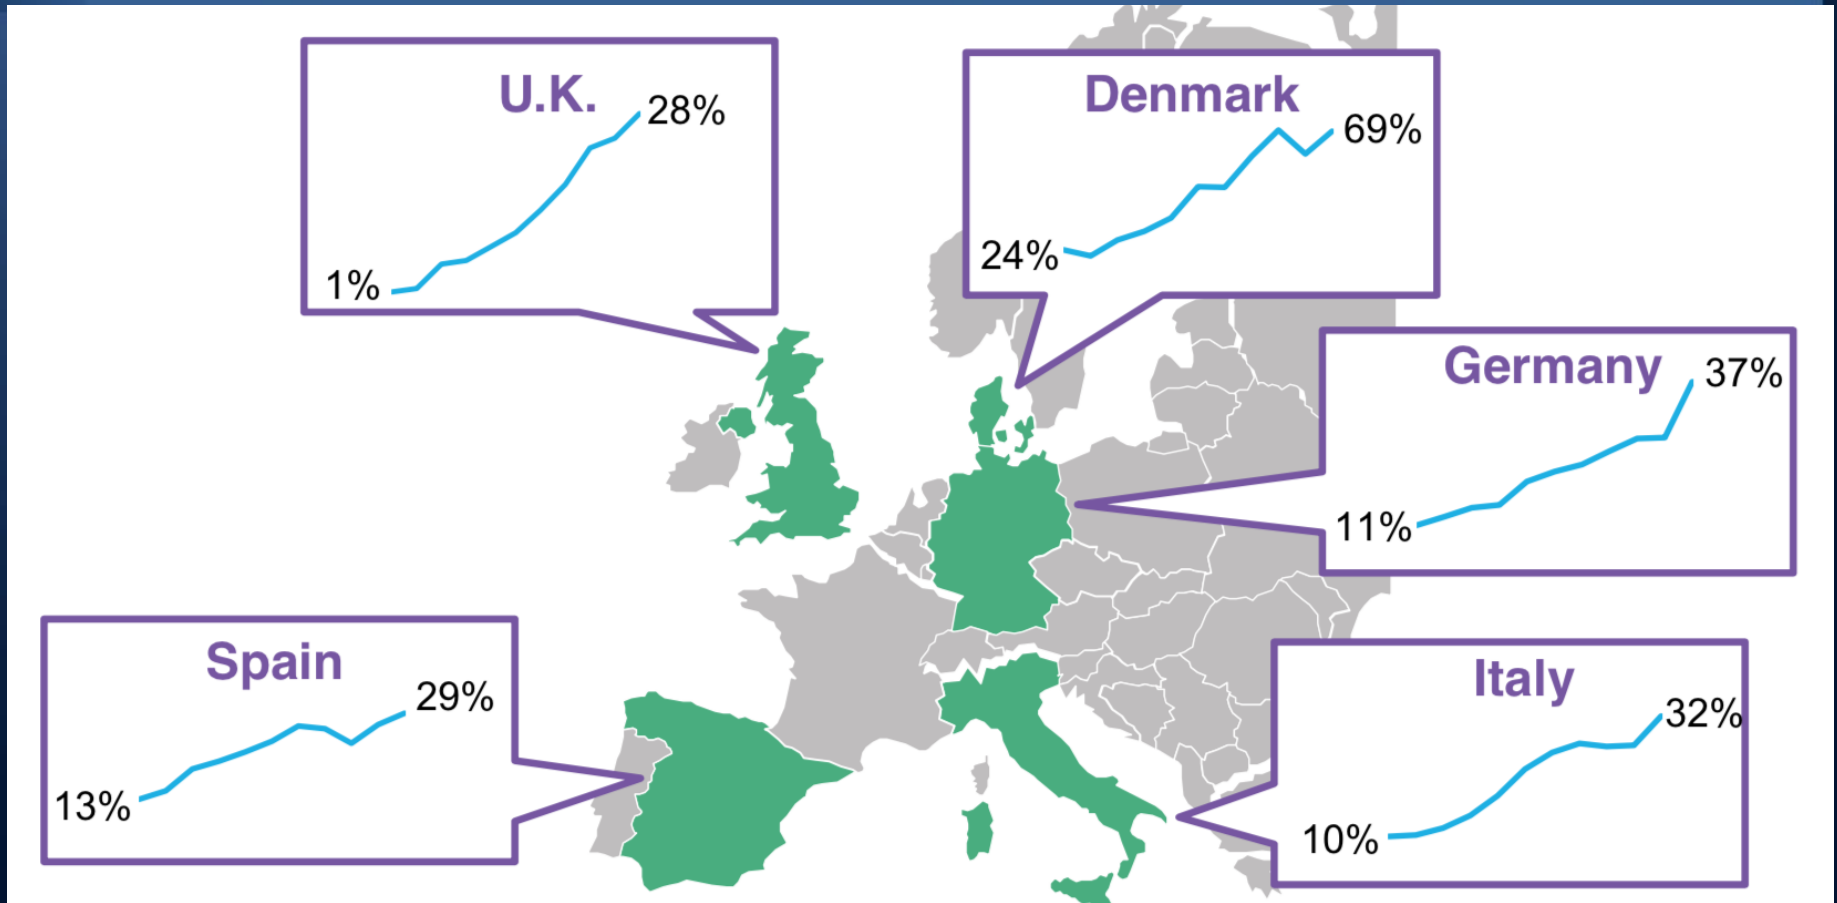 U.K.
28%
1%
Denmark
69%
24%
Germany
37%
11%
Spain
29%
13%
Italy
32%
10%